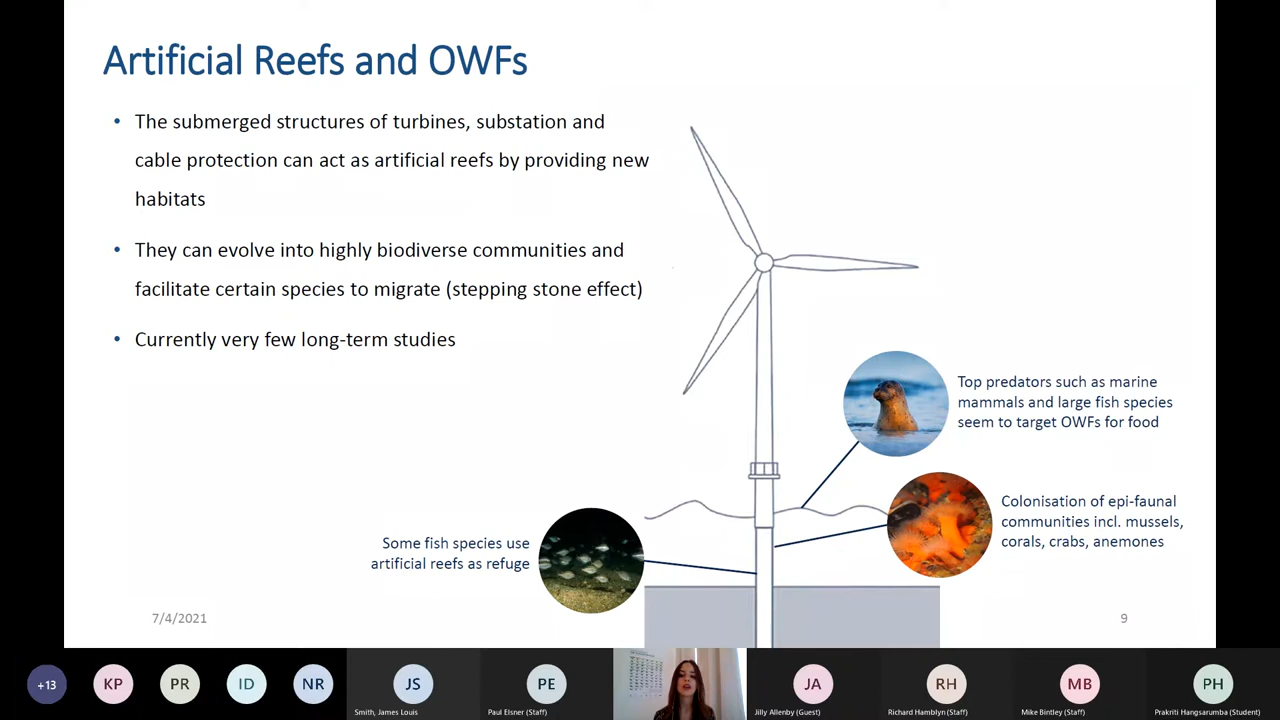 Artificial Reefs and OWFs
• The submerged structures of turbines, substation and
cable protection can act as artificial reefs by providing new
habitats
• They can evolve into highly biodiverse communities and
facilitate certain species to migrate (stepping stone effect)
• Currently very few long-term studies
Top predators such as marine
mammals and large fish species
seem to target OWFs for food
Colonisation of epi-faunal
communities incl. mussels,
corals, crabs, anemones
Some fish species use
artificial reefs as refuge
7/4/2021
9
+13
KP
PR
ID
NR
JS
Smith, James Louis
PE
Paul Elsner (Staff)
JA
Jilly Allenby (Guest)
RH
Richard Hamblyn (Staff)
MB
Mike Bintley (Staff)
PH
Prakriti Hangsarumba (Student)